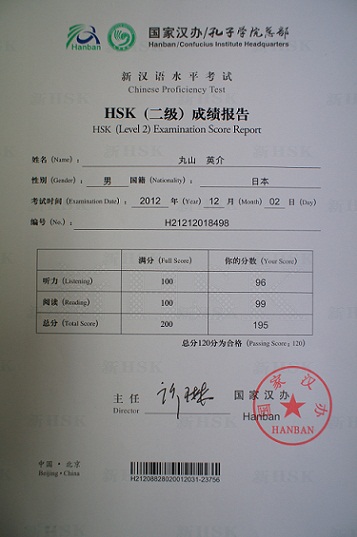 Hanban
国家汉办/孔子学院总部
Hanban/Confucius Institute Headquarters
新汉语水平考试
Chinese Proficiency Test
HSK（二级）成绩报告
HSK (Level 2) Examination Score Report
姓名 (Name): 丸山 英介
性别 (Gender): 男 国籍 (Nationality): 日本
考试时间 (Examination Date): 2012 年 (Year) 12 月 (Month) 02 日 (Day)
编号 (No.): H21212018498
满分 (Full Score) 你的分数 (Your Score)
听力 (Listening) 100 96
阅读 (Reading) 100 99
总分 (Total Score) 200 195
总分120分为合格 (Passing Score: 120)
主任 国家汉办
Director Hanban
国家汉办
HANBAN
中国·北京
Beijing·China
H21208828020012031-23756